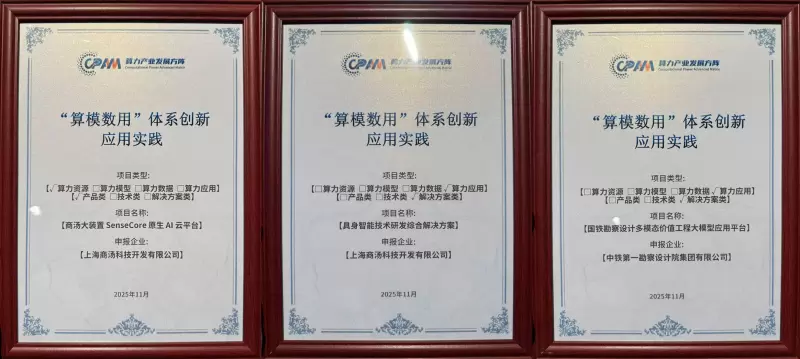 CPAM 算力产业发展方阵
Computational Power Advanced Matrix
“算模数用”体系创新
应用实践
项目类型:
【√算力资源 □算力模型 □算力数据 □算力应用】
【√产品类 □技术类 □解决方案类】
项目名称:
【商汤大装置 SenseCore 原生 AI 云平台】
申报企业:
【上海商汤科技开发有限公司】
2025年11月
CPAM 算力产业发展方阵
Computational Power Advanced Matrix
“算模数用”体系创新
应用实践
项目类型:
【□算力资源 □算力模型 □算力数据 √算力应用】
【□产品类 □技术类 √解决方案类】
项目名称:
【具身智能技术研发综合解决方案】
申报企业:
【上海商汤科技开发有限公司】
2025年11月
CPAM 算力产业发展方阵
Computational Power Advanced Matrix
“算模数用”体系创新
应用实践
项目类型:
【□算力资源 □算力模型 □算力数据 √算力应用】
【□产品类 □技术类 √解决方案类】
项目名称:
【国铁勘察设计多模态价值工程大模型应用平台】
申报企业:
【中铁第一勘察设计院集团有限公司】
2025年11月